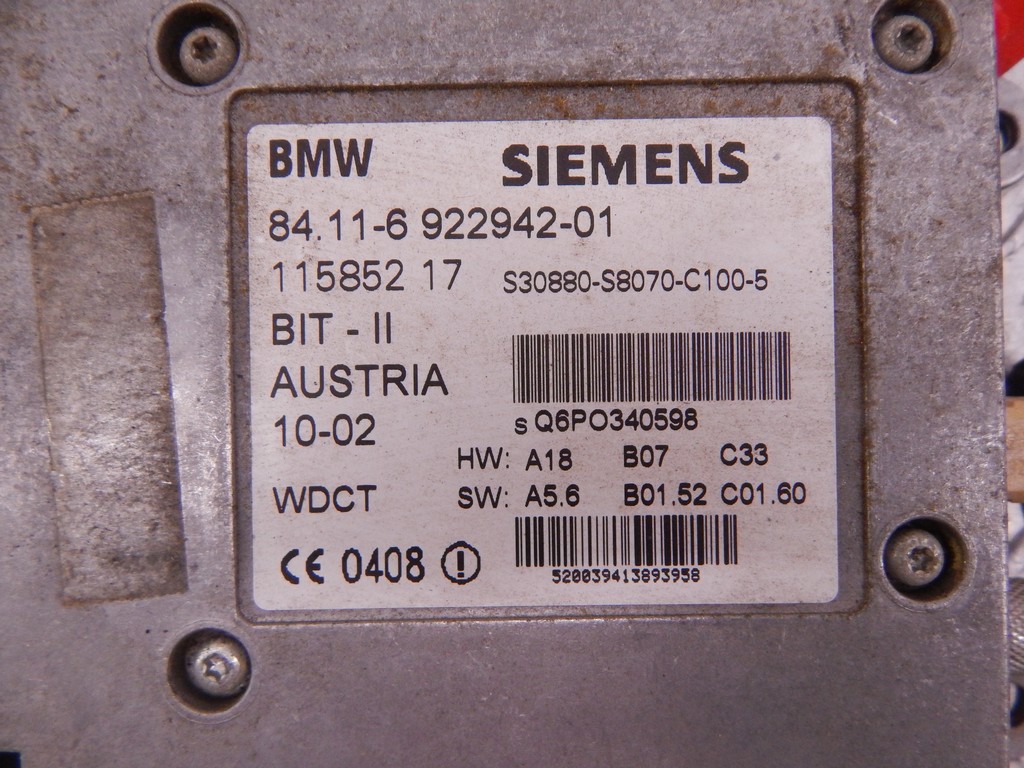 BMW SIEMENS
84.11-6 922942-01
115852 17 S30880-S8070-C100-5
BIT - II
AUSTRIA
10-02
s Q6PO340598
HW: A18 B07 C33
WDCT SW: A5.6 B01.52 C01.60
CE 0408
520039413893958